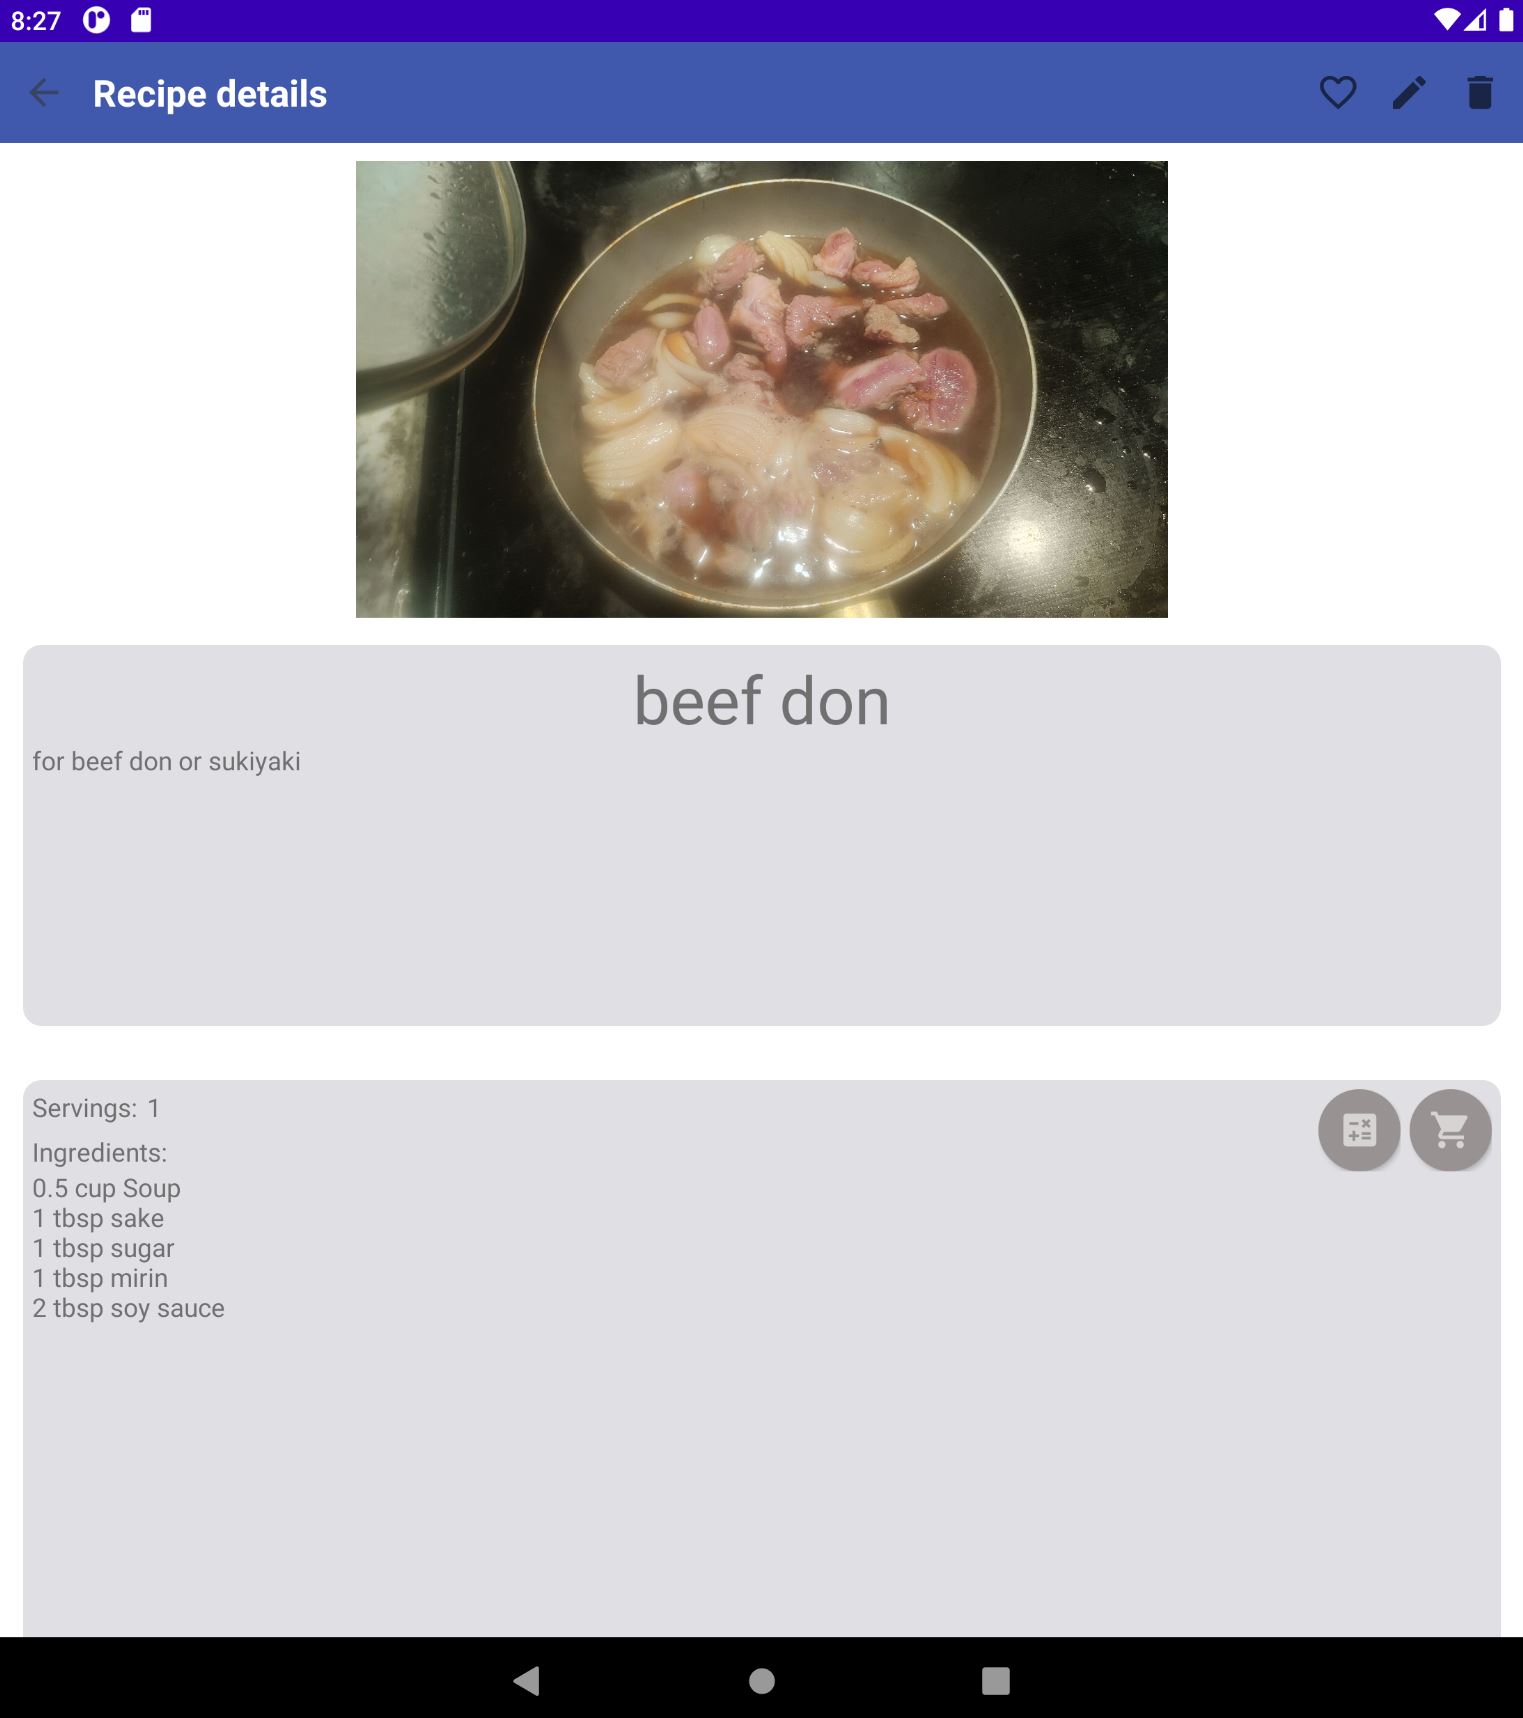 8:27
Recipe details
beef don
for beef don or sukiyaki
Servings: 1
Ingredients:
0.5 cup Soup
1 tbsp sake
1 tbsp sugar
1 tbsp mirin
2 tbsp soy sauce